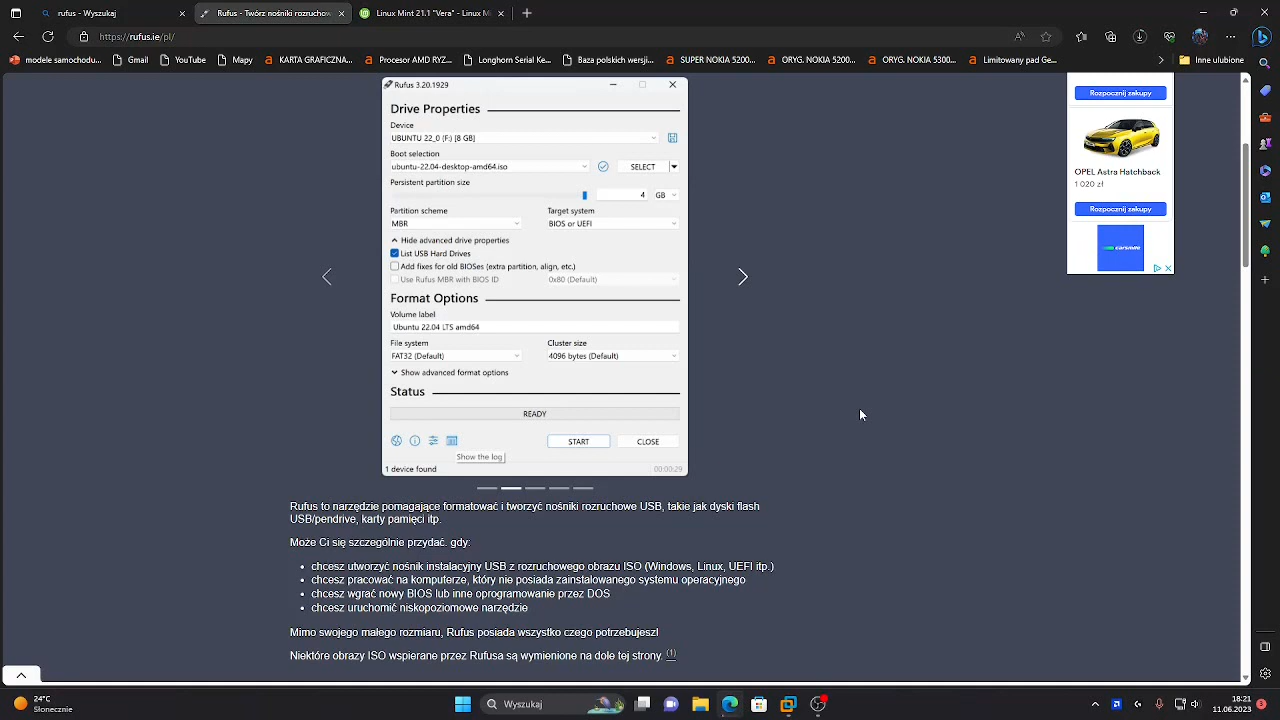 rufus - Wyszukaj
Rufus - Twórz nośniki rozruchow
Linux Mint 21.1 "Vera" - Linux M
https://rufus.ie/pl/
modele samochodu...
Gmail
YouTube
Mapy
KARTA GRAFICZNA...
Procesor AMD RYZ...
Longhorn Serial Ke...
Baza polskich wersji...
SUPER NOKIA 5200...
ORYG. NOKIA 5200...
ORYG. NOKIA 5300...
Limitowany pad Ge...
Inne ulubione
Rufus 3.20.1929
Drive Properties
Device
UBUNTU 22_0 (F:) [8 GB]
Boot selection
ubuntu-22.04-desktop-amd64.iso
SELECT
Persistent partition size
4
GB
Partition scheme
Target system
MBR
BIOS or UEFI
Hide advanced drive properties
List USB Hard Drives
Add fixes for old BIOSes (extra partition, align, etc.)
Use Rufus MBR with BIOS ID
0x80 (Default)
Format Options
Volume label
Ubuntu 22.04 LTS amd64
File system
Cluster size
FAT32 (Default)
4096 bytes (Default)
Show advanced format options
Status
READY
START
CLOSE
Show the log
1 device found
00:00:29
Rozpocznij zakupy
OPEL Astra Hatchback
1 020 zł
Rozpocznij zakupy
CARSMILE
Rufus to narzędzie pomagające formatować i tworzyć nośniki rozruchowe USB, takie jak dyski flash
USB/pendrive, karty pamięci itp.
Może Ci się szczególnie przydać, gdy:
chcesz utworzyć nośnik instalacyjny USB z rozruchowego obrazu ISO (Windows, Linux, UEFI itp.)
chcesz pracować na komputerze, który nie posiada zainstalowanego systemu operacyjnego
chcesz wgrać nowy BIOS lub inne oprogramowanie przez DOS
chcesz uruchomić niskopoziomowe narzędzie
Mimo swojego małego rozmiaru, Rufus posiada wszystko czego potrzebujesz!
Niektóre obrazy ISO wspierane przez Rufusa są wymienione na dole tej strony. (1)
24°C
Słonecznie
Wyszukaj
18:21
11.06.2023
3